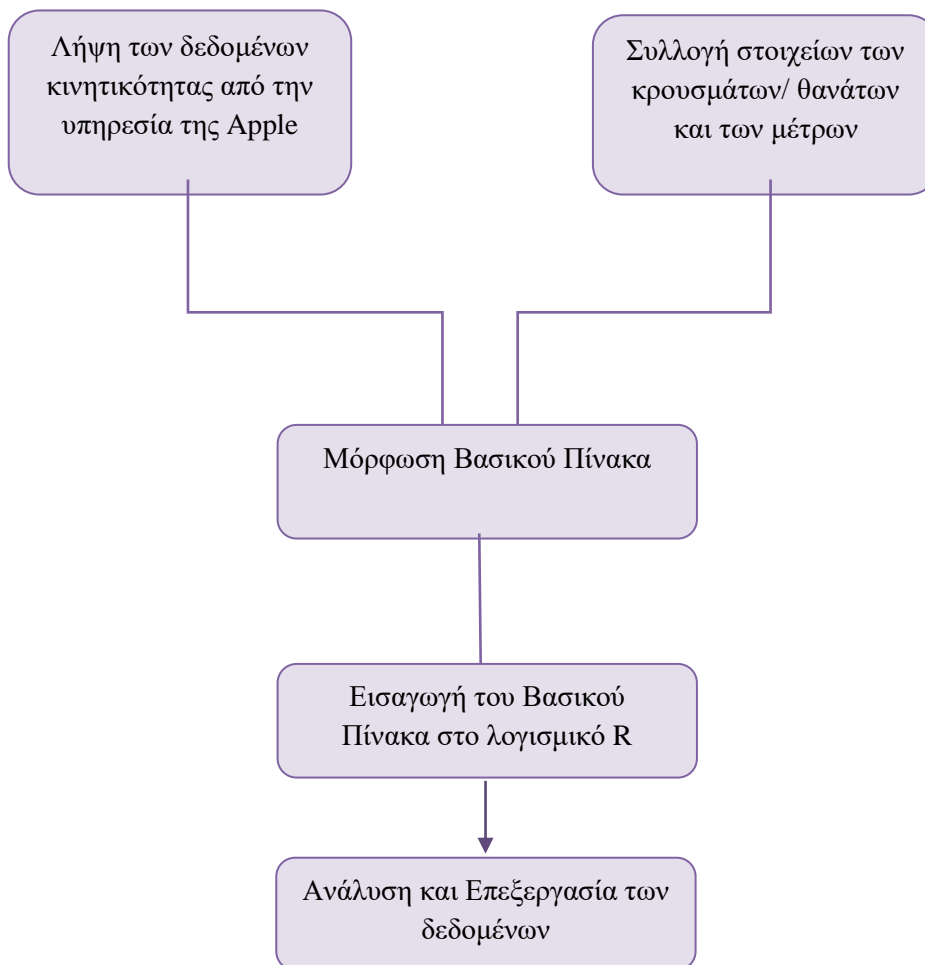 Λήψη των δεδομένων
κινητικότητας από την
υπηρεσία της Apple
Συλλογή στοιχείων των
κρουσμάτων/ θανάτων
και των μέτρων
Μόρφωση Βασικού Πίνακα
Εισαγωγή του Βασικού
Πίνακα στο λογισμικό R
Ανάλυση και Επεξεργασία των
δεδομένων